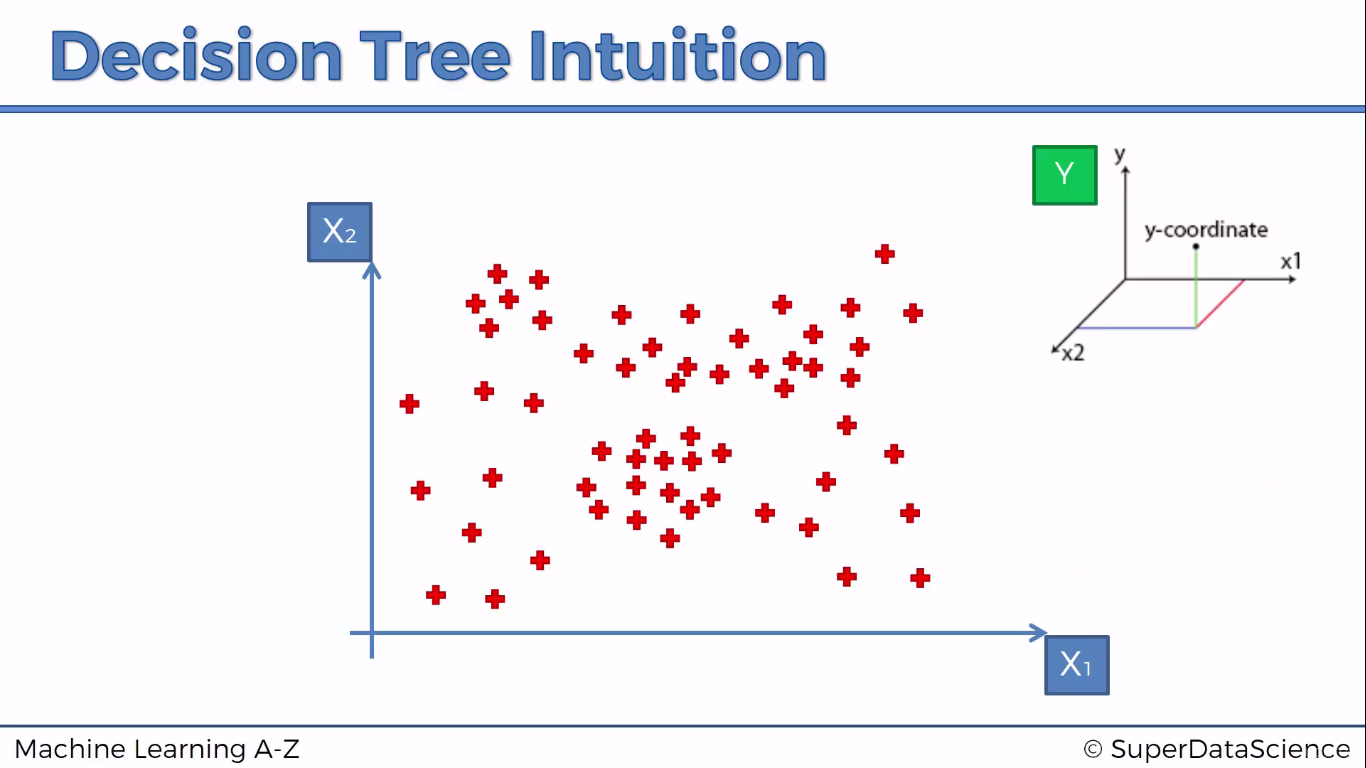 Decision Tree Intuition
Y
y
X2
y-coordinate
x1
x2
X1
Machine Learning A-Z
© SuperDataScience